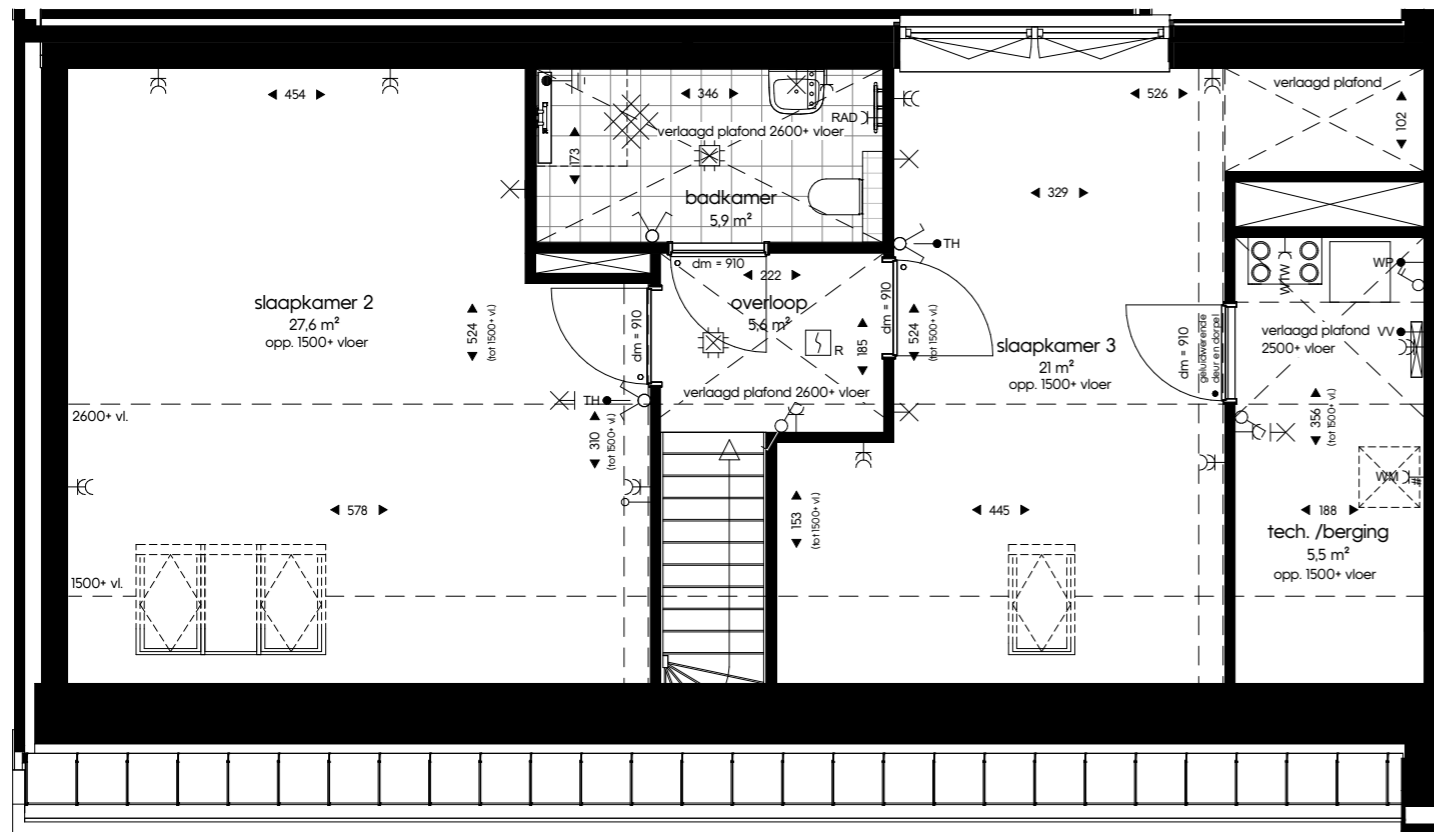 454
346
526
verlaagd plafond
102
RAD
verlaagd plafond 2600+ vloer
173
329
badkamer
5,9 m²
TH
dm = 910
222
WTW
WP
slaapkamer 2
27,6 m²
opp. 1500+ vloer
524
(tot 1500+ vl.)
dm = 910
overloop
5,6 m²
R
185
dm = 910
524
(tot 1500+ vl.)
slaapkamer 3
21 m²
opp. 1500+ vloer
dm = 910
geluidwerende
deur en dorpel
verlaagd plafond
2500+ vloer
VV
verlaagd plafond 2600+ vloer
TH
2600+ vl.
310
(tot 1500+ vl.)
356
(tot 1500+ vl.)
WM
578
153
(tot 1500+ vl.)
445
188
tech. /berging
5,5 m²
opp. 1500+ vloer
1500+ vl.